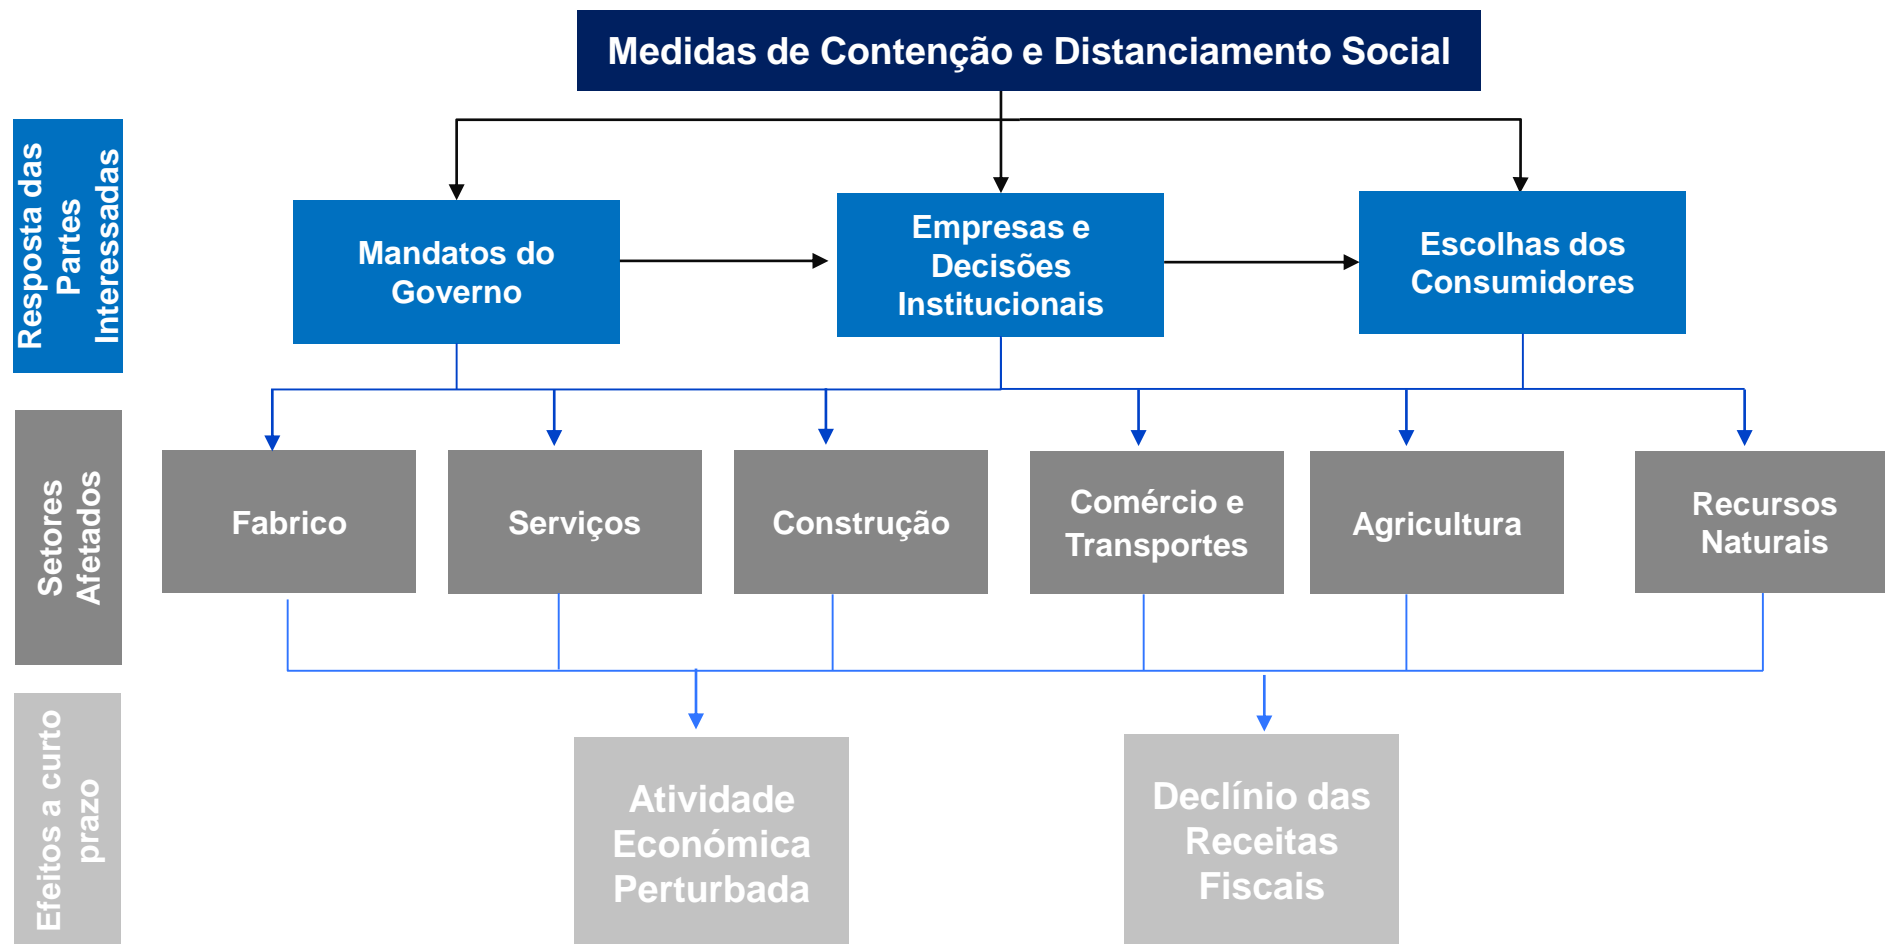 Medidas de Contenção e Distanciamento Social
Resposta das
Partes
Interessadas
Mandatos do
Governo
Empresas e
Decisões
Institucionais
Escolhas dos
Consumidores
Setores
Afetados
Fabrico
Serviços
Construção
Comércio e
Transportes
Agricultura
Recursos
Naturais
Efeitos a curto
prazo
Atividade
Económica
Perturbada
Declínio das
Receitas
Fiscais